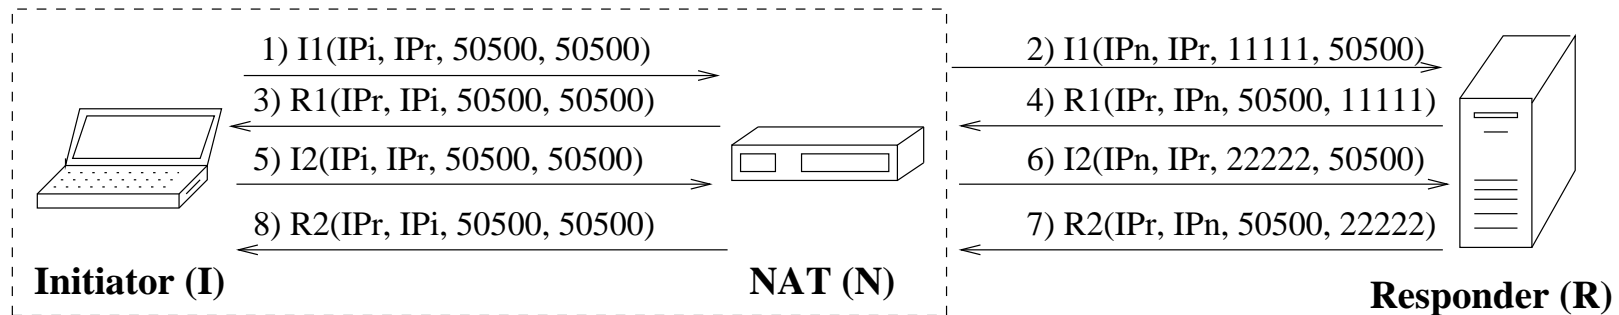 1) I1(IPi, IPr, 50500, 50500)
2) I1(IPn, IPr, 11111, 50500)
3) R1(IPr, IPi, 50500, 50500)
4) R1(IPr, IPn, 50500, 11111)
5) I2(IPi, IPr, 50500, 50500)
6) I2(IPn, IPr, 22222, 50500)
8) R2(IPr, IPi, 50500, 50500)
7) R2(IPr, IPn, 50500, 22222)
Initiator (I)
NAT (N)
Responder (R)